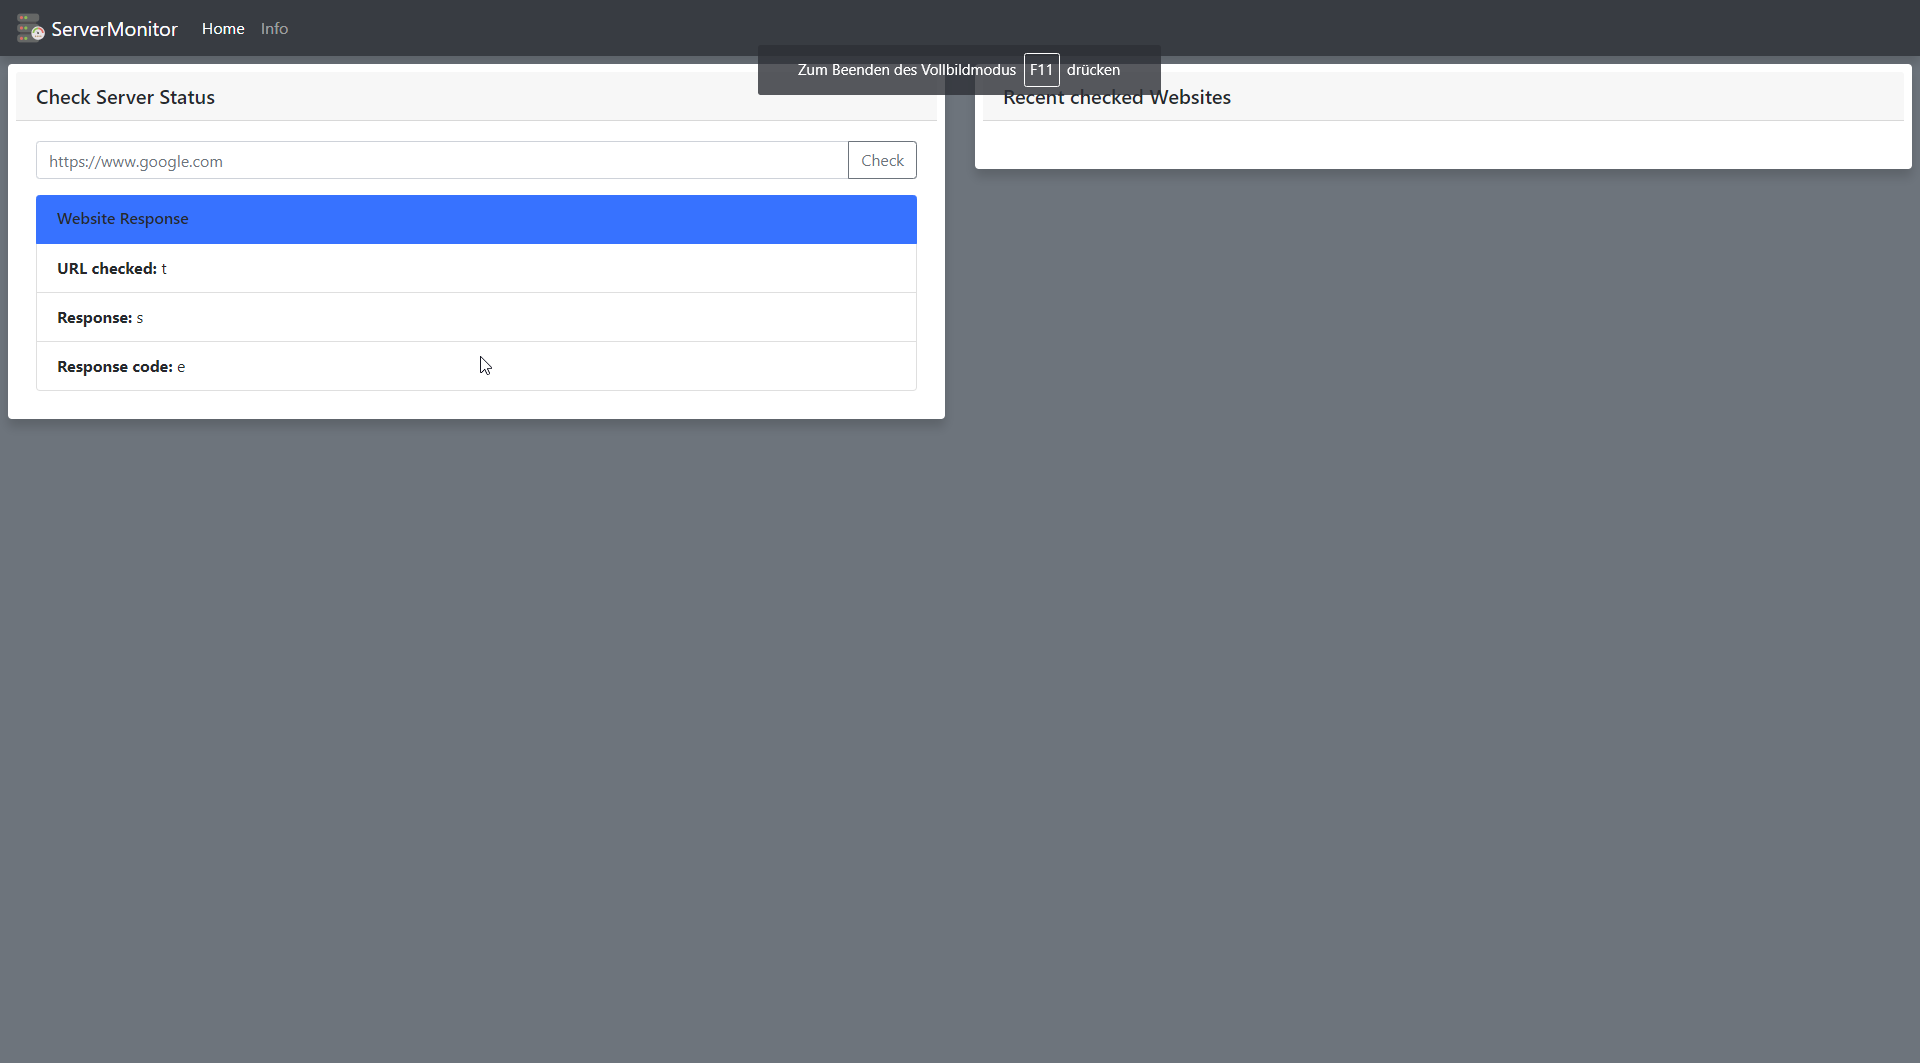 ServerMonitor Home Info
Zum Beenden des Vollbildmodus F11 drücken
Check Server Status
https://www.google.com Check
Website Response
URL checked: t
Response: s
Response code: e
Recent checked Websites